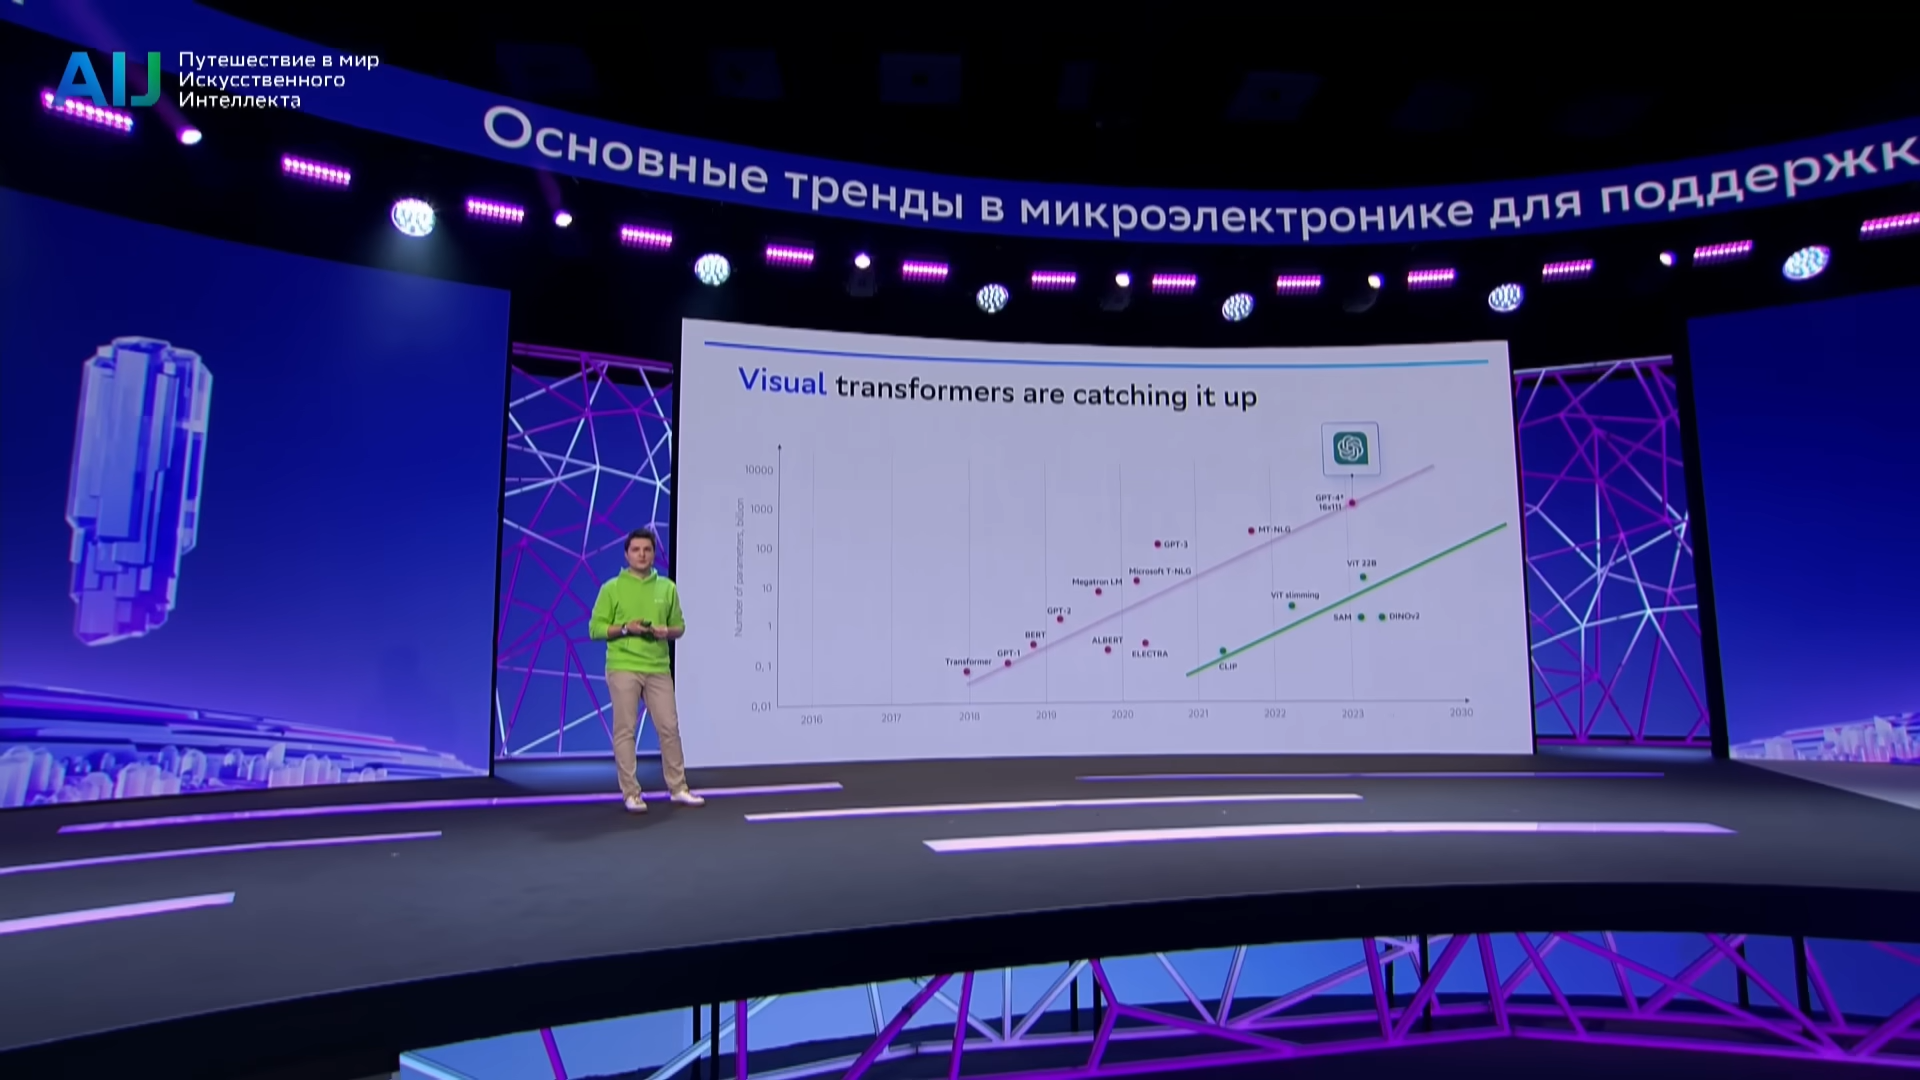 AIJ
Путешествие в мир
Искусственного
Интеллекта
Основные тренды в микроэлектронике для поддержк
Visual transformers are catching it up
Number of parameters, billion
10000
1000
100
10
1
0, 1
0,01
2016
2017
2018
2019
2020
2021
2022
2023
2030
Transformer
GPT-1
BERT
GPT-2
Megatron LM
Microsoft T-NLG
GPT-3
ALBERT
ELECTRA
MT-NLG
GPT-4*
CLIP
ViT slimming
ViT 22B
SAM
DINOv2